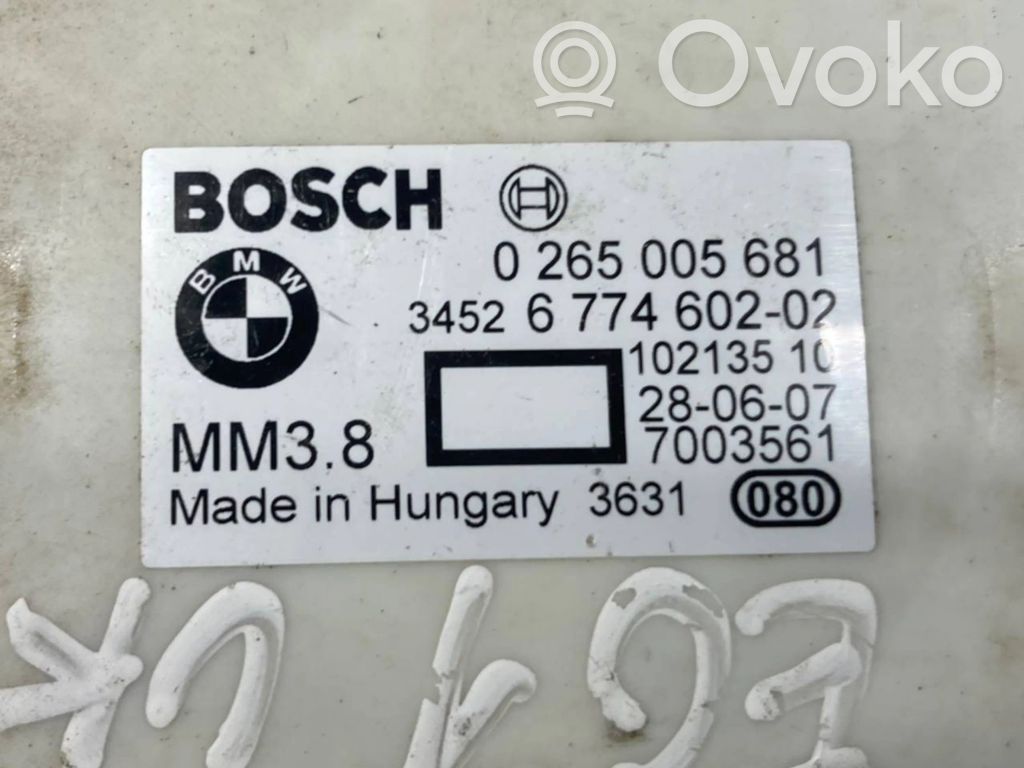 Ovoko
BOSCH
0 265 005 681
BMW
3452 6 774 602-02
102135 10
28-06-07
MM3.8
7003561
Made in Hungary 3631 080